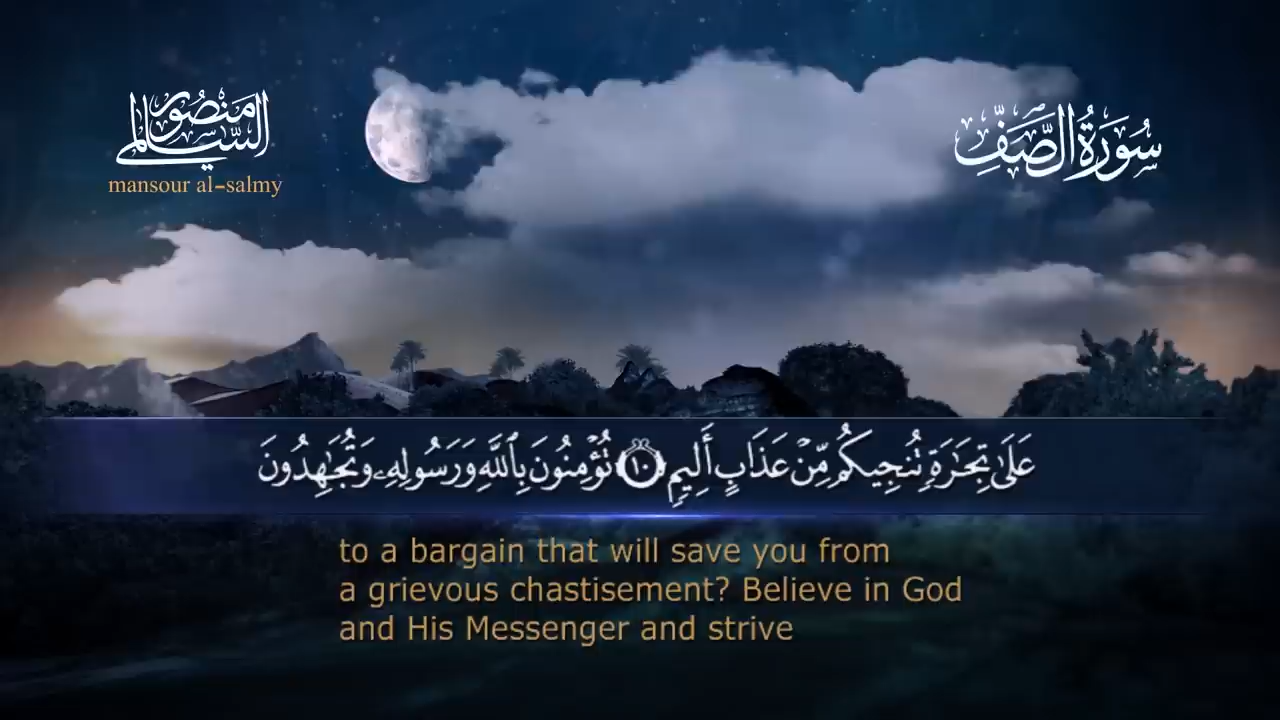 منصور السالمي
mansour al-salmy
سُورَةُ الصَّفِّ
عَلَىٰ تِجَٰرَةٍ تُنجِيكُم مِّنْ عَذَابٍ أَلِيمٍ ١٠ تُؤْمِنُونَ بِٱللَّهِ وَرَسُولِهِۦ وَتُجَٰهِدُونَ
to a bargain that will save you from
a grievous chastisement? Believe in God
and His Messenger and strive